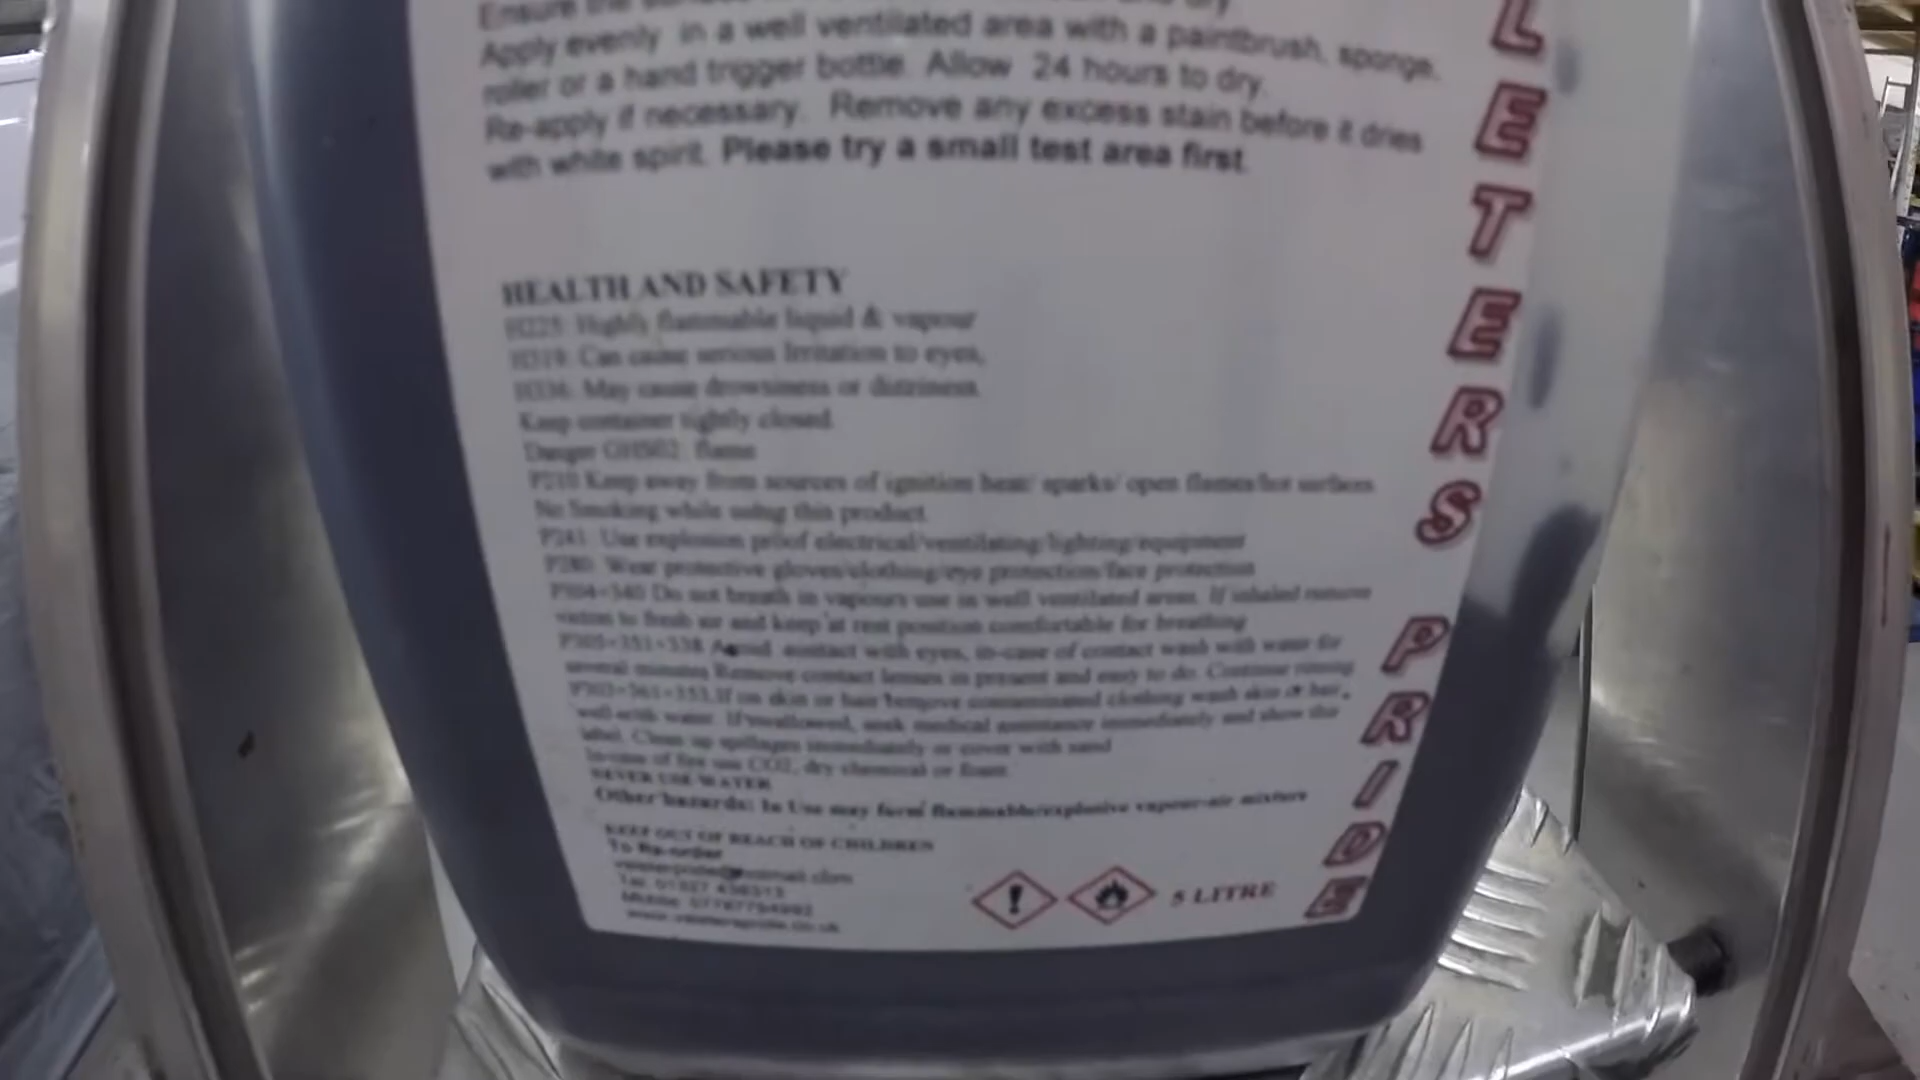 Ensure the
Apply evenly in a well ventilated area with a paintbrush, sponge,
roller or a hand trigger bottle. Allow 24 hours to dry.
Re-apply if necessary. Remove any excess stain before it dries
with white spirit. Please try a small test area first.
HEALTH AND SAFETY
H225: Highly flammable liquid & vapour
H319: Can cause serious Irritation to eyes,
H336: May cause drowsiness or dizziness.
Keep container tightly closed.
Danger GHS02: flame
P210 Keep away from sources of ignition heat/ sparks/ open flames/hot surfaces
No Smoking while using this product
P241: Use explosion proof electrical/ventilating/lighting/equipment
P280: Wear protective gloves/clothing/eye protection/face protection
P304+340 Do not breath in vapours use in well ventilated areas. If inhaled remove
victim to fresh air and keep at rest position comfortable for breathing
P305+351+338 Avoid contact with eyes, in-case of contact wash with water for
several minutes Remove contact lenses in present and easy to do. Continue rinsing
P303+361+353.If on skin or hair remove contaminated clothing wash skin or hair,
well with water. If swallowed, seek medical assistance immediately and show this
label. Clean up spillages immediately or cover with sand
In-case of fire use CO2, dry chemical or foam
NEVER USE WATER
Other hazards: In Use may form flammable/explosive vapour-air mixture
KEEP OUT OF REACH OF CHILDREN
To Re-order
Tel: 01327
Mobile:
5 LITRE
LETERS PRIDE